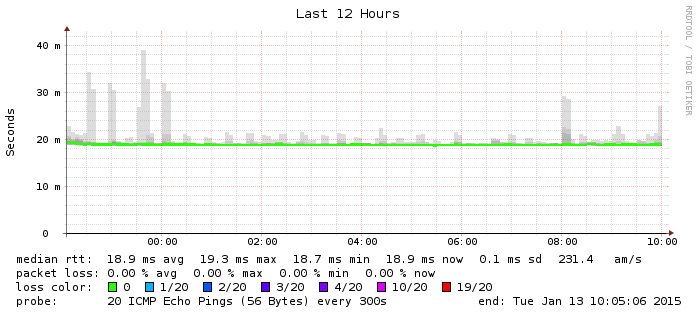 Last 12 Hours
RRDTOOL / TOBI OETIKER
Seconds
40 m
30 m
20 m
10 m
0
00:00 02:00 04:00 06:00 08:00 10:00
median rtt: 18.9 ms avg 19.3 ms max 18.7 ms min 18.9 ms now 0.1 ms sd 231.4 am/s
packet loss: 0.00 % avg 0.00 % max 0.00 % min 0.00 % now
loss color: 0 1/20 2/20 3/20 4/20 10/20 19/20
probe: 20 ICMP Echo Pings (56 Bytes) every 300s end: Tue Jan 13 10:05:06 2015